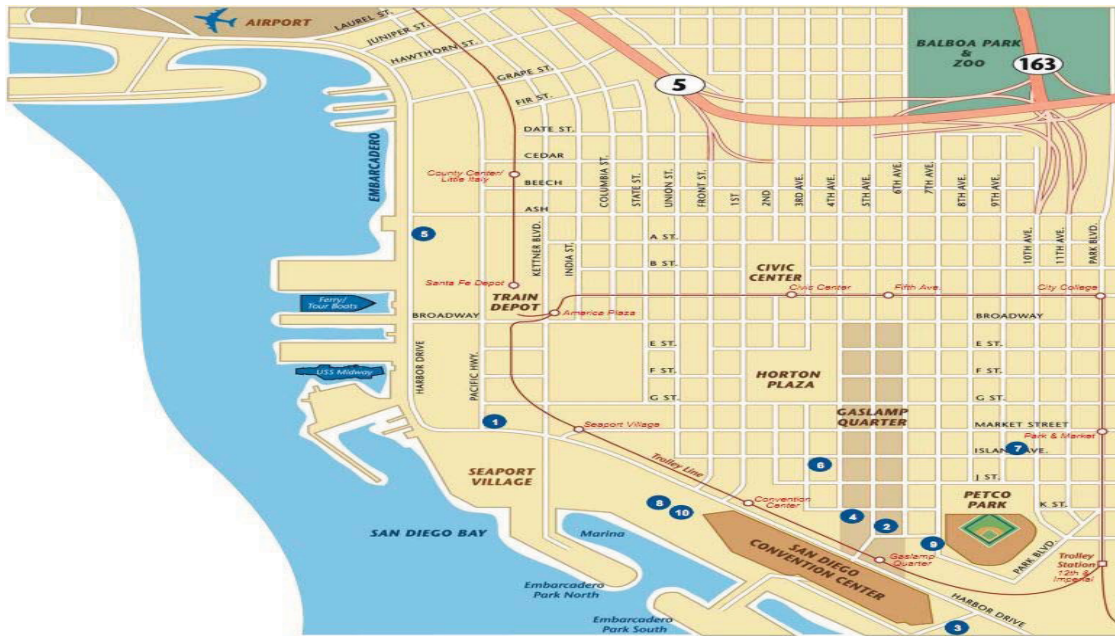 AIRPORT
LAUREL ST.
JUNIPER ST.
HAWTHORN ST.
GRAPE ST.
FIR ST.
5
BALBOA PARK
&
ZOO
163
DATE ST.
CEDAR
BEECH
ASH
County Center/
Little Italy
EMBARCADERO
COLUMBIA ST.
STATE ST.
UNION ST.
FRONT ST.
1ST
2ND
3RD AVE.
4TH AVE.
5TH AVE.
6TH AVE.
7TH AVE.
8TH AVE.
9TH AVE.
10TH AVE.
11TH AVE.
PARK BLVD.
5
KETTNER BLVD.
INDIA ST.
A ST.
B ST.
CIVIC
CENTER
Santa Fe Depot
TRAIN
DEPOT
Civic Center
Fifth Ave.
City College
Ferry/
Tour Boats
America Plaza
BROADWAY
BROADWAY
E ST.
F ST.
G ST.
E ST.
F ST.
G ST.
HORTON
PLAZA
USS Midway
HARBOR DRIVE
PACIFIC HWY.
GASLAMP
QUARTER
1
Seaport Village
MARKET STREET
Park & Market
ISLAND AVE.
7
6
J ST.
SEAPORT
VILLAGE
Trolley Line
Convention
Center
8
10
4
2
9
PETCO
PARK
K ST.
PARK BLVD.
SAN DIEGO BAY
Marina
SAN DIEGO
CONVENTION CENTER
Gaslamp
Quarter
Trolley
Station
12th &
Imperial
Embarcadero
Park North
HARBOR DRIVE
Embarcadero
Park South
3